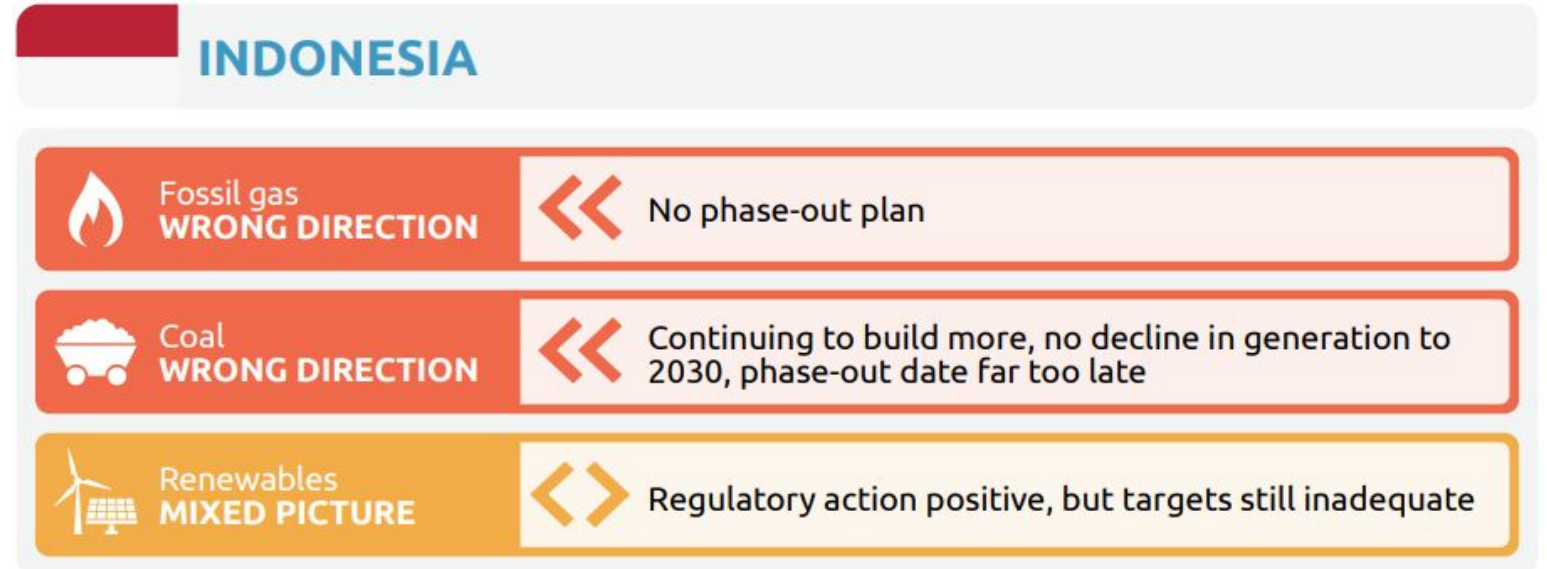 INDONESIA
Fossil gas
WRONG DIRECTION
No phase-out plan
Coal
WRONG DIRECTION
Continuing to build more, no decline in generation to
2030, phase-out date far too late
Renewables
MIXED PICTURE
Regulatory action positive, but targets still inadequate